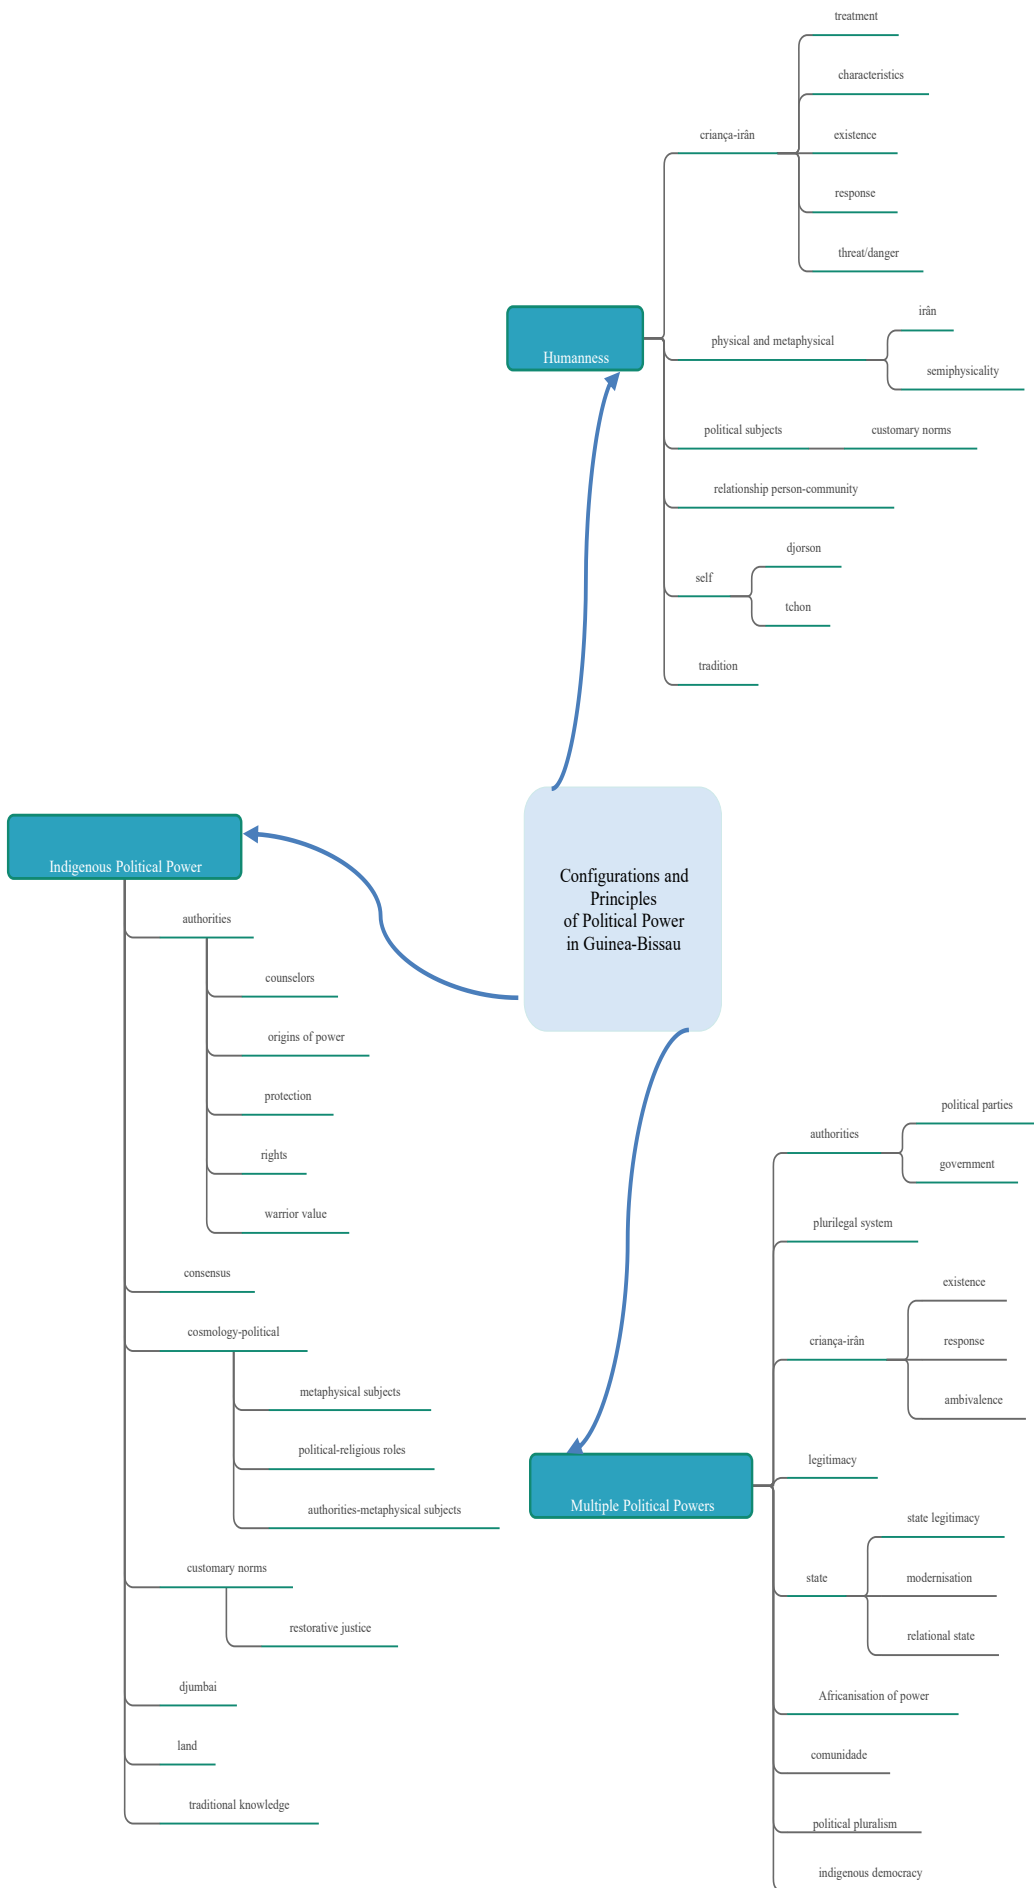 treatment
characteristics
criança-irân
existence
response
threat/danger
irân
Humanness
physical and metaphysical
semiphysicality
political subjects
customary norms
relationship person-community
djorson
self
tchon
tradition
Configurations and
Principles
of Political Power
in Guinea-Bissau
Indigenous Political Power
authorities
counselors
origins of power
protection
rights
warrior value
consensus
cosmology-political
metaphysical subjects
political-religious roles
authorities-metaphysical subjects
customary norms
restorative justice
djumbai
land
traditional knowledge
Multiple Political Powers
authorities
political parties
government
plurilegal system
criança-irân
existence
response
ambivalence
legitimacy
state
state legitimacy
modernisation
relational state
Africanisation of power
comunidade
political pluralism
indigenous democracy